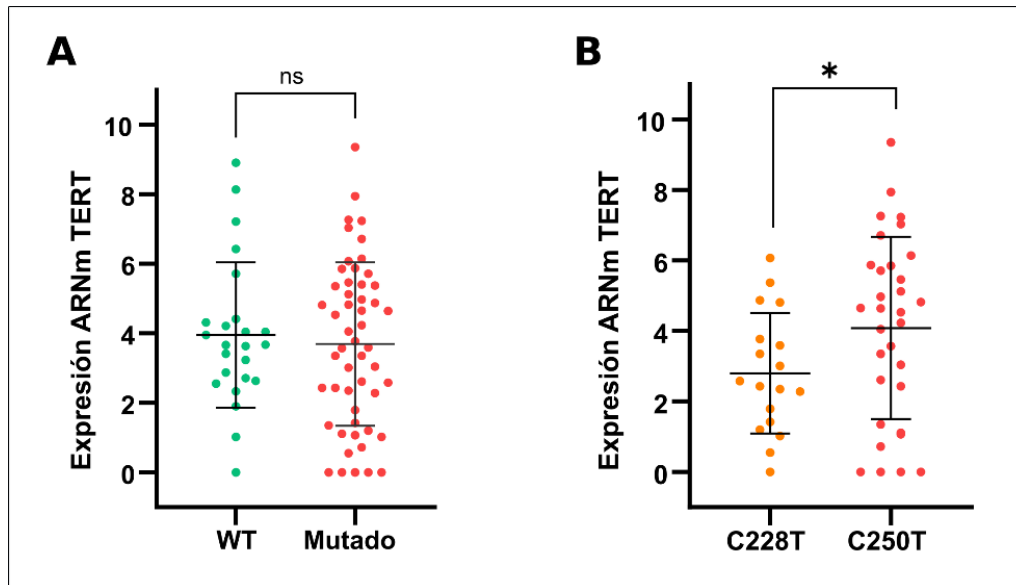 A
ns
Expresión ARNm TERT
10
8
6
4
2
0
WT
Mutado
B
*
Expresión ARNm TERT
10
8
6
4
2
0
C228T
C250T